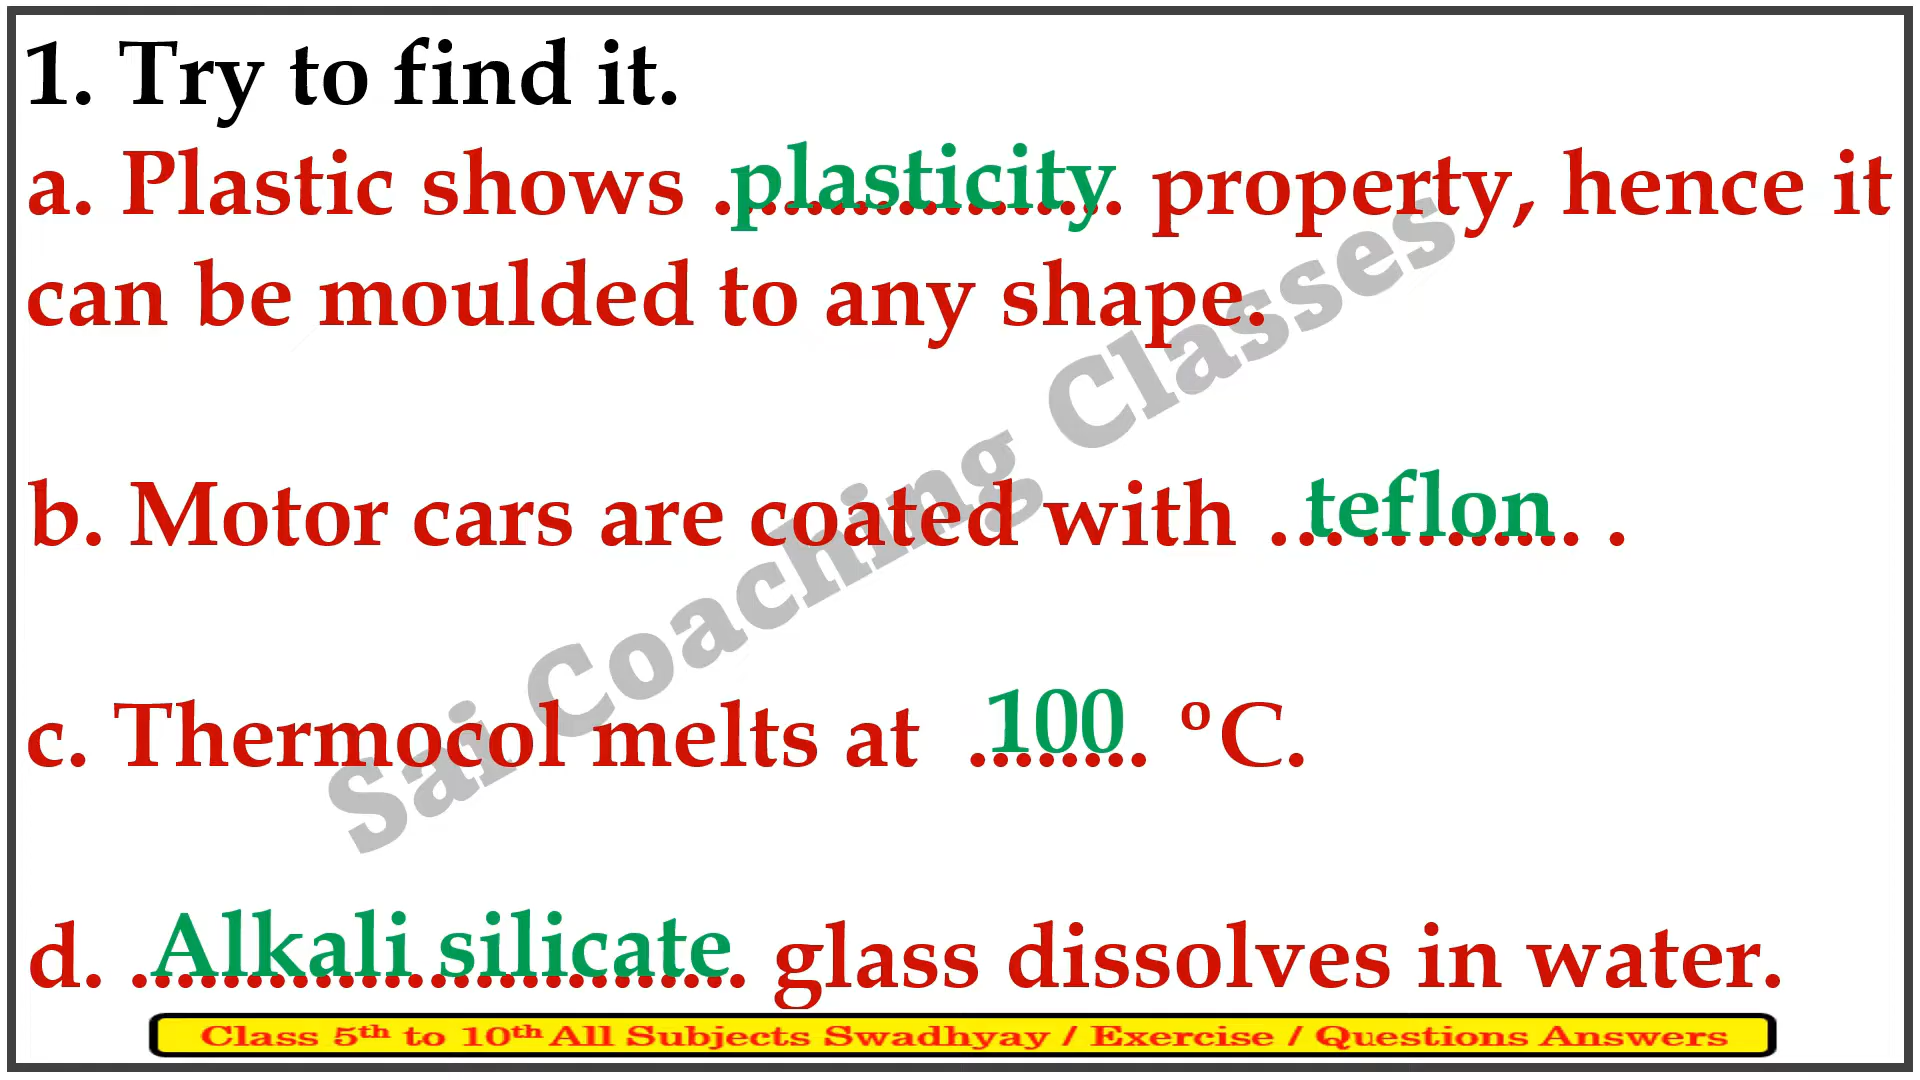 1. Try to find it.
a. Plastic shows ...plasticity... property, hence it
can be moulded to any shape.
b. Motor cars are coated with ...teflon... .
c. Thermocol melts at ...100... °C.
d. ...Alkali silicate... glass dissolves in water.
Sai Coaching Classes
Class 5th to 10th All Subjects Swadhyay / Exercise / Questions Answers